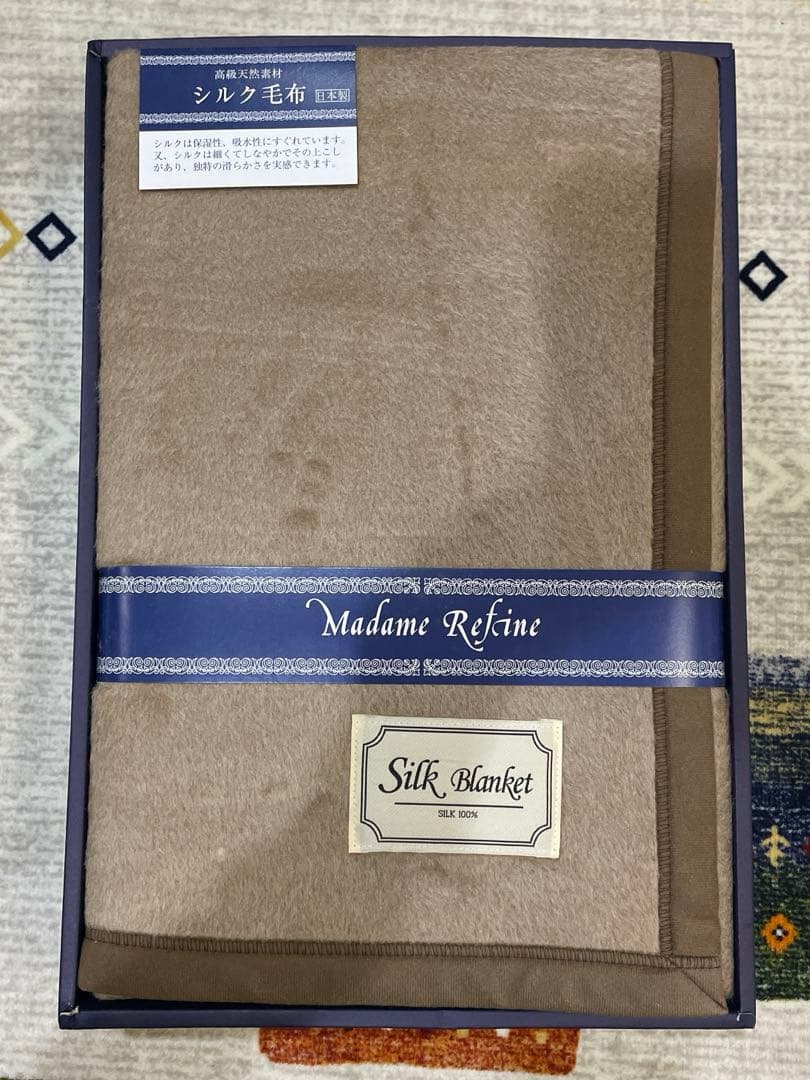 高級天然素材
シルク毛布 日本製
シルクは保湿性、吸水性にすぐれています。
又、シルクは細くてしなやかでその上こし
があり、独特の滑らかさを実感できます。
Madame Refine
Silk Blanket
SILK 100%